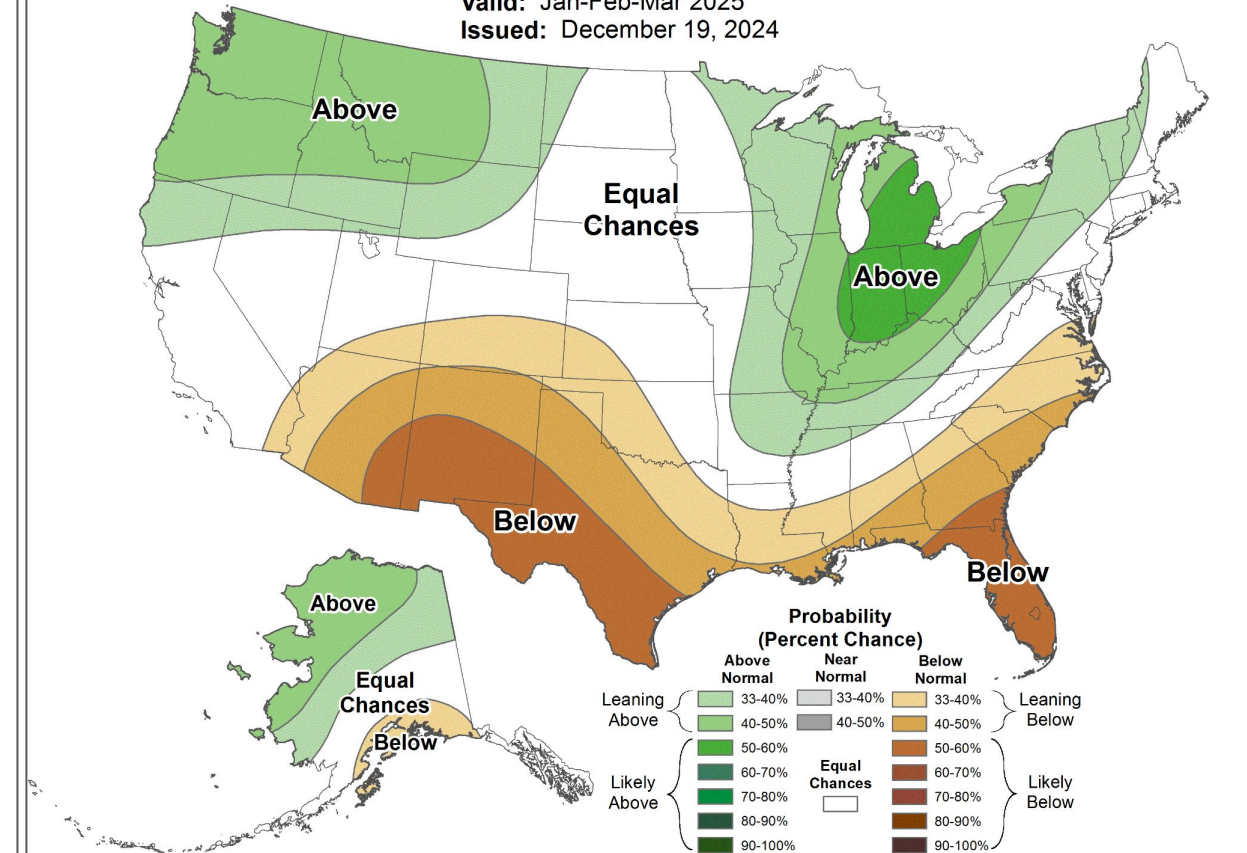 Valid: Jan-Feb-Mar 2025
Issued: December 19, 2024
Above
Equal
Chances
Above
Below
Below
Above
Equal
Chances
Below
Probability
(Percent Chance)
Above
Normal
Near
Normal
Below
Normal
Leaning
Above
33-40%
33-40%
33-40%
40-50%
40-50%
40-50%
Leaning
Below
Likely
Above
50-60%
60-70%
70-80%
80-90%
90-100%
Equal
Chances
50-60%
60-70%
70-80%
80-90%
90-100%
Likely
Below